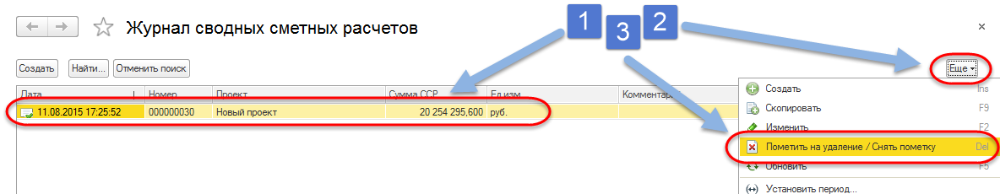 1 3 2
Журнал сводных сметных расчетов
Создать Найти... Отменить поиск Еще
Дата Номер Проект Сумма ССР Ед.изм. Комментарий
11.08.2015 17:25:52 000000030 Новый проект 20 254 295,600 руб.
Создать Ins
Скопировать F9
Изменить F2
Пометить на удаление / Снять пометку Del
Обновить F5
Установить период...